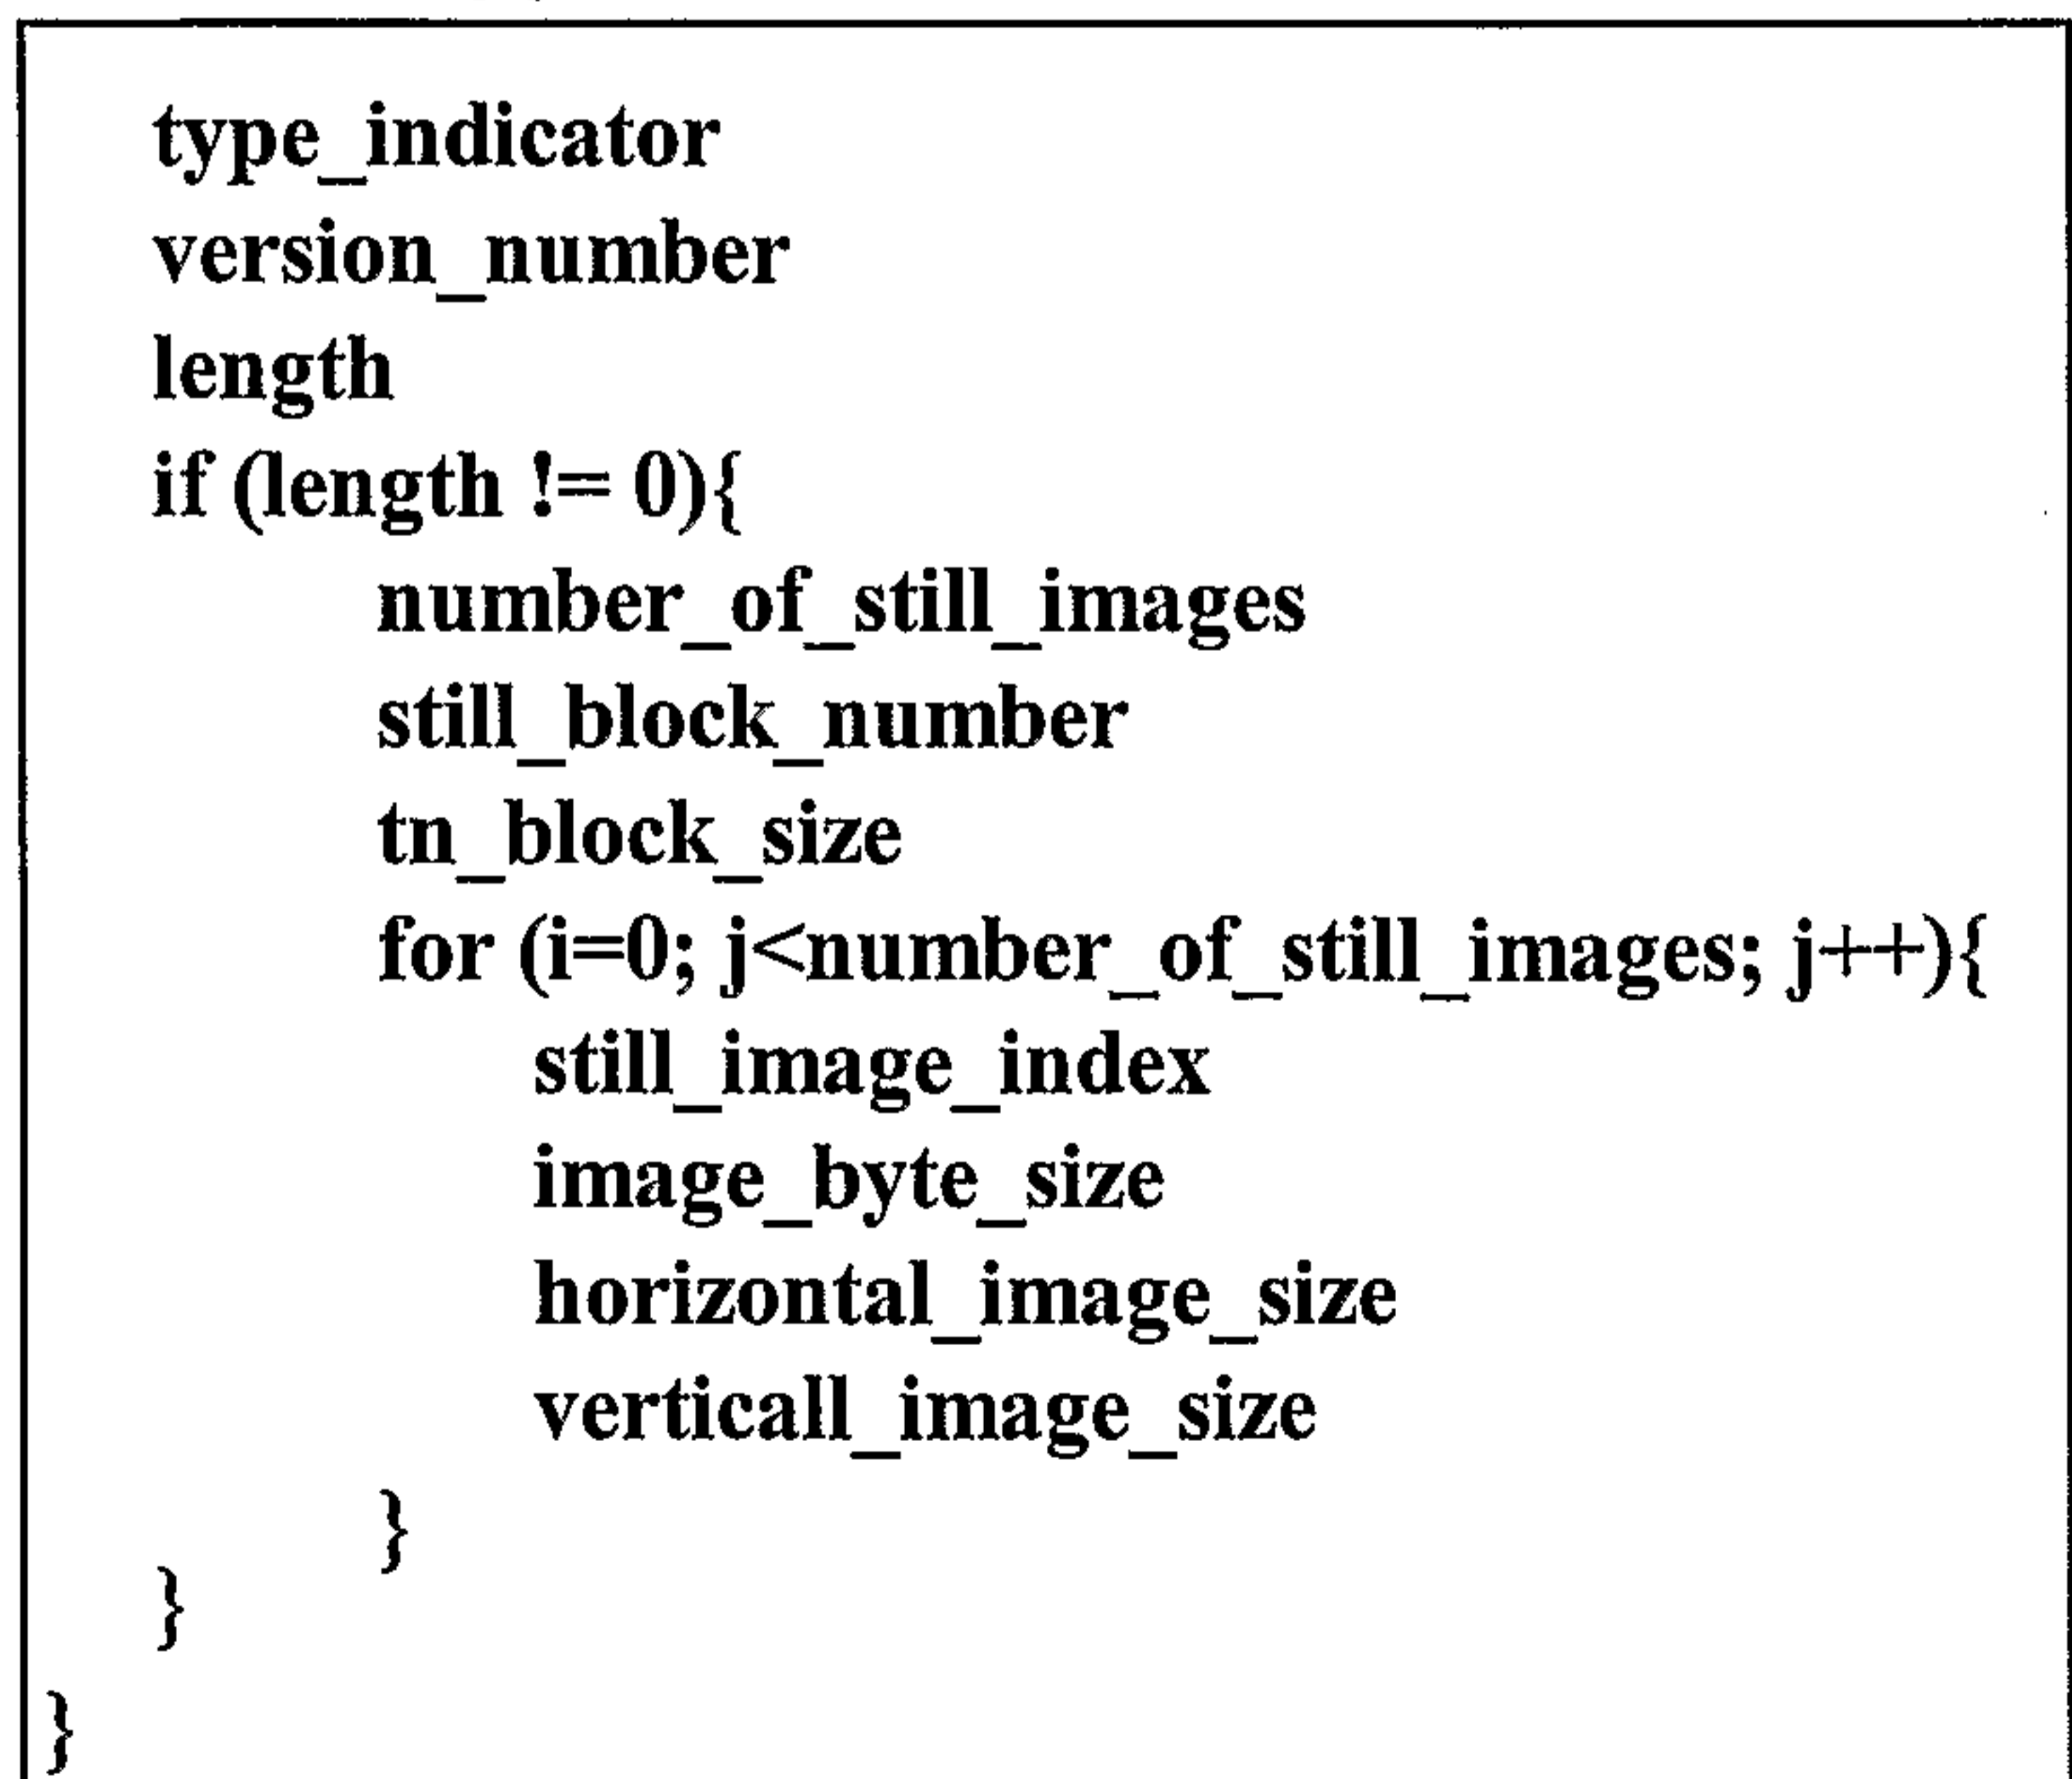 type_indicator
version_number
length
if (length != 0){
number_of_still_images
still_block_number
tn_block_size
for (i=0; j<number_of_still_images; j++){
still_image_index
image_byte_size
horizontal_image_size
verticall_image_size
}
}
}